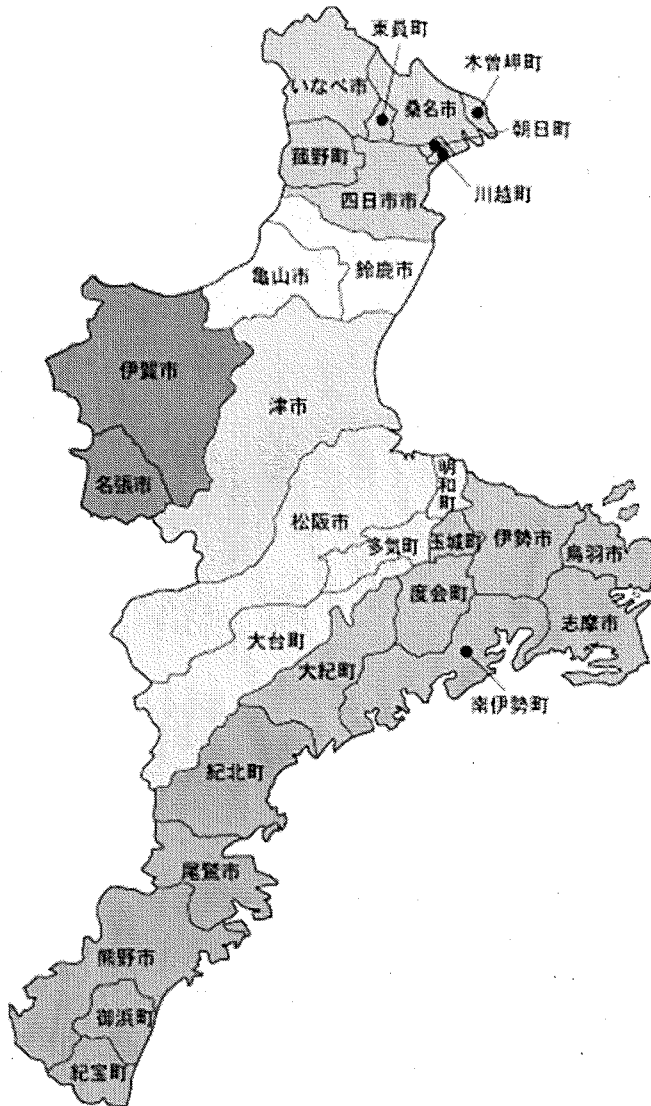 東員町
木曽岬町
いなべ市
桑名市
朝日町
菰野町
川越町
四日市市
鈴鹿市
亀山市
伊賀市
津市
名張市
明和町
松阪市
多気町
玉城町
伊勢市
鳥羽市
度会町
志摩市
大台町
大紀町
南伊勢町
紀北町
尾鷲市
熊野市
御浜町
紀宝町